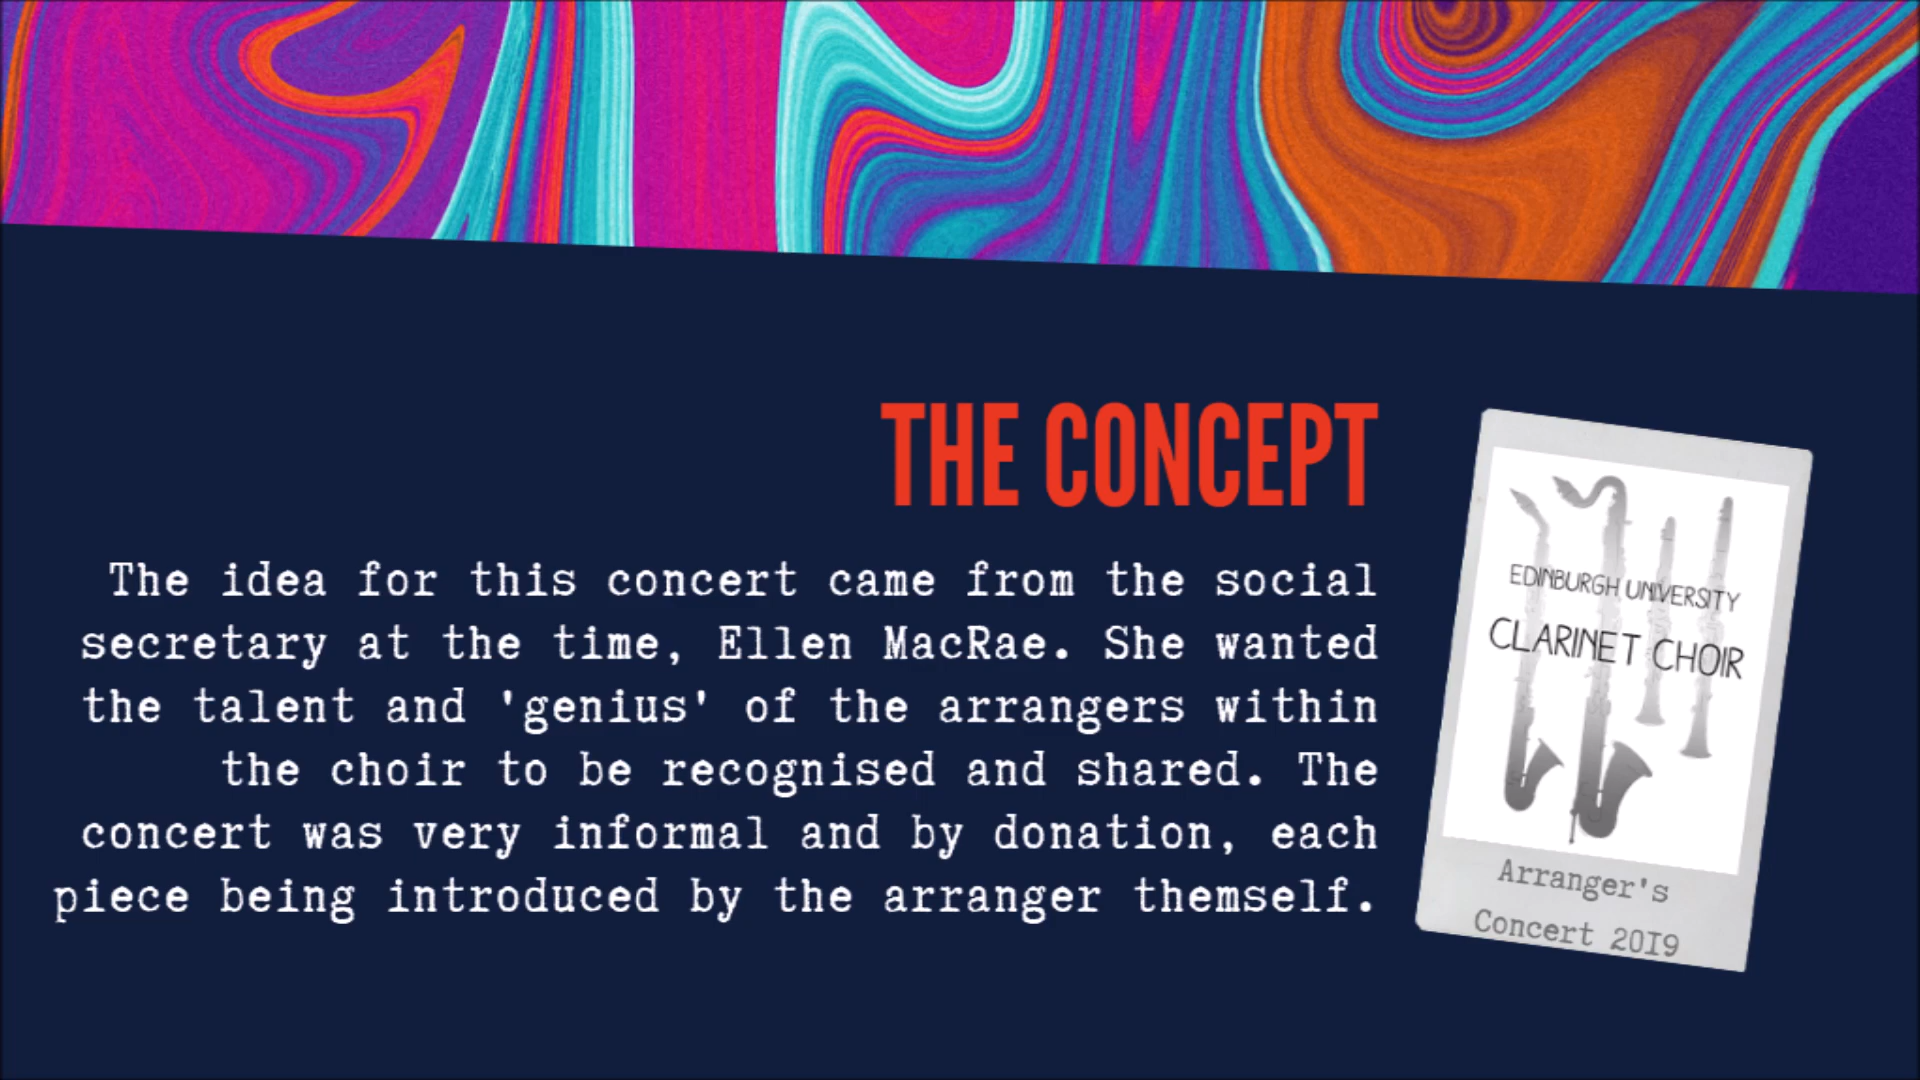 THE CONCEPT
The idea for this concert came from the social
secretary at the time, Ellen MacRae. She wanted
the talent and 'genius' of the arrangers within
the choir to be recognised and shared. The
concert was very informal and by donation, each
piece being introduced by the arranger themself.
EDINBURGH UNIVERSITY
CLARINET CHOIR
Arranger's
Concert 2019